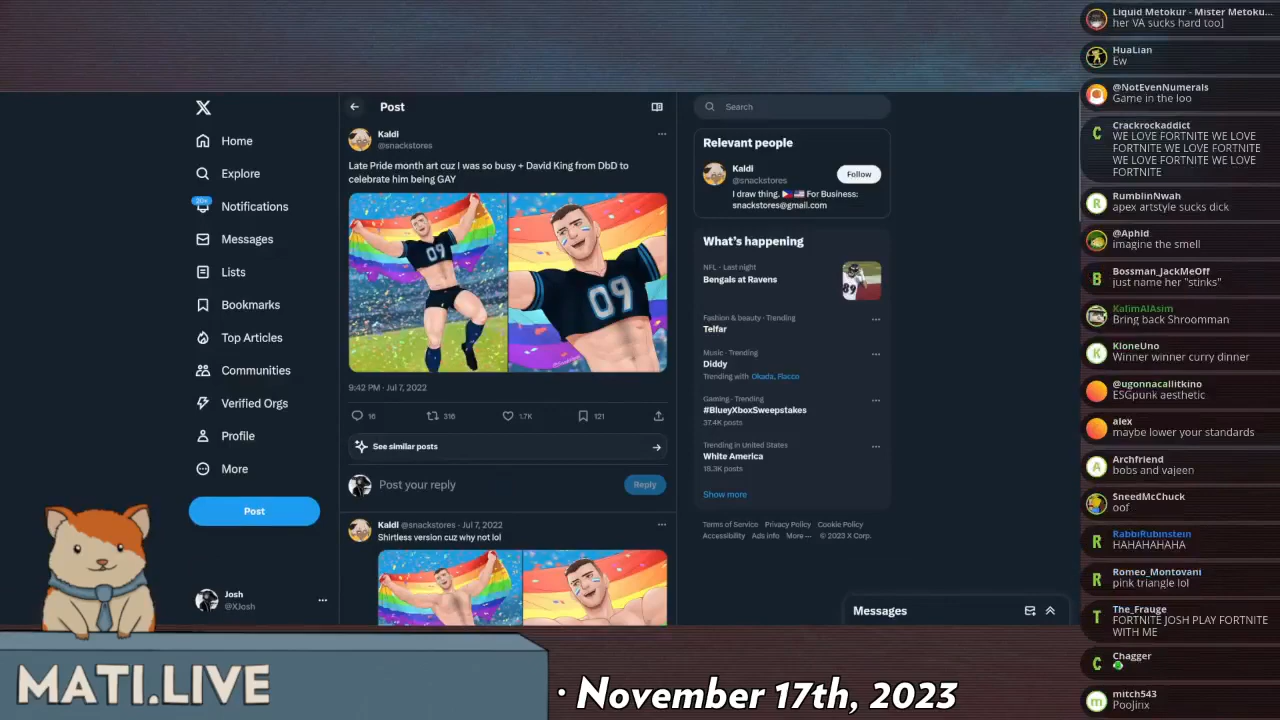 X
Home
Explore
20+
Notifications
Messages
Lists
Bookmarks
Top Articles
Communities
Verified Orgs
Profile
More
Post
Josh
@XJosh
Post
Kaldi
@snackstores
Late Pride month art cuz I was so busy + David King from DbD to
celebrate him being GAY
09
09
9:42 PM · Jul 7, 2022
16
316
1.7K
121
See similar posts
Post your reply
Reply
Kaldi @snackstores · Jul 7, 2022
Shirtless version cuz why not lol
Search
Relevant people
Kaldi
@snackstores
Follow
I draw thing. 🇵🇭🇺🇸 For Business:
snackstores@gmail.com
What's happening
NFL · Last night
Bengals at Ravens
89
Fashion & beauty · Trending
Telfar
Music · Trending
Diddy
Trending with Okada, Flacco
Gaming · Trending
#BlueyXboxSweepstakes
37.4K posts
Trending in United States
White America
18.3K posts
Show more
Terms of Service Privacy Policy Cookie Policy
Accessibility Ads info More ··· © 2023 X Corp.
Messages
Liquid Metokur - Mister Metoku...
her VA sucks hard too]
HuaLian
Ew
@NotEvenNumerals
Game in the loo
C
Crackrockaddict
WE LOVE FORTNITE WE LOVE
FORTNITE WE LOVE FORTNITE
WE LOVE FORTNITE WE LOVE
FORTNITE
R
RumblinNwah
apex artstyle sucks dick
@Aphid
imagine the smell
B
Bossman_JackMeOff
just name her "stinks"
KalimAlAsim
Bring back Shroomman
K
KloneUno
Winner winner curry dinner
@ugonnacallitkino
ESGpunk aesthetic
alex
maybe lower your standards
A
Archfriend
bobs and vajeen
SneedMcChuck
oof
R
RabbiRubinstein
HAHAHAHAHA
R
Romeo_Montovani
pink triangle lol
T
The_Frauge
FORTNITE JOSH PLAY FORTNITE
WITH ME
C
Chagger
m
mitch543
PooJinx
MATI.LIVE
· November 17th, 2023